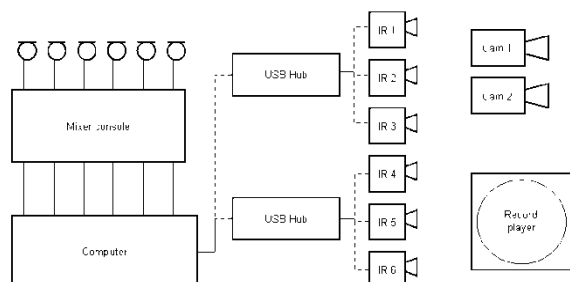 IR 1
Cam 1
USB Hub
IR 2
Cam 2
Mixer console
IR 3
IR 4
Record
player
USB Hub
IR 5
Computer
IR 6